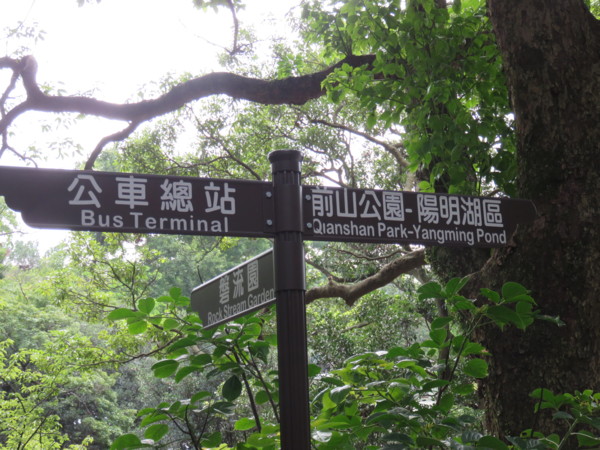 公車總站
Bus Terminal
前山公園-陽明湖區
Qianshan Park-Yangming Pond
磐流園
Rock Stream Garden